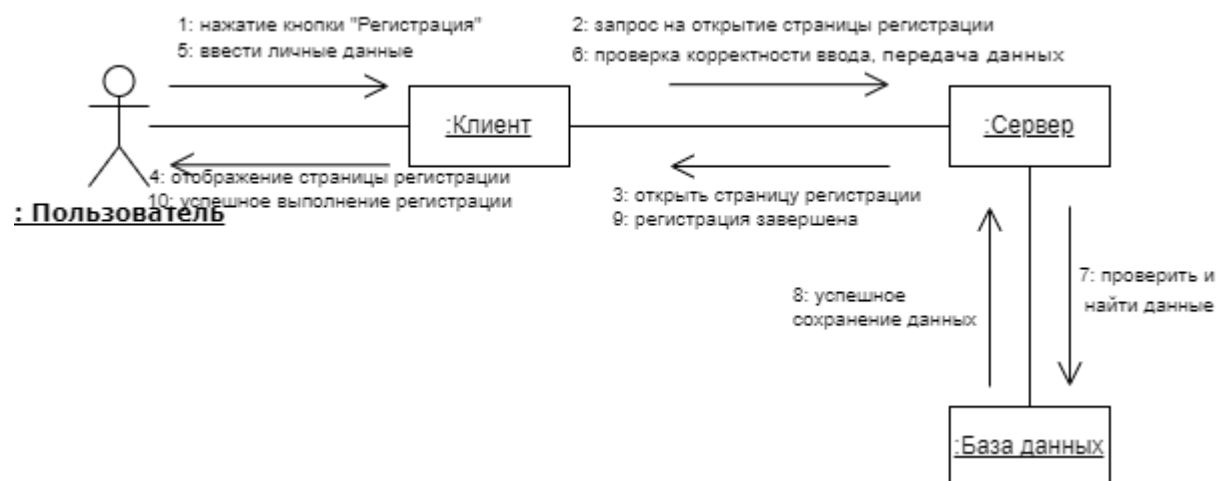 1: нажатие кнопки "Регистрация"
5: ввести личные данные
2: запрос на открытие страницы регистрации
6: проверка корректности ввода, передача данных
:Клиент
:Сервер
4: отображение страницы регистрации
10: успешное выполнение регистрации
: Пользователь
3: открыть страницу регистрации
9: регистрация завершена
7: проверить и
найти данные
8: успешное
сохранение данных
:База данных